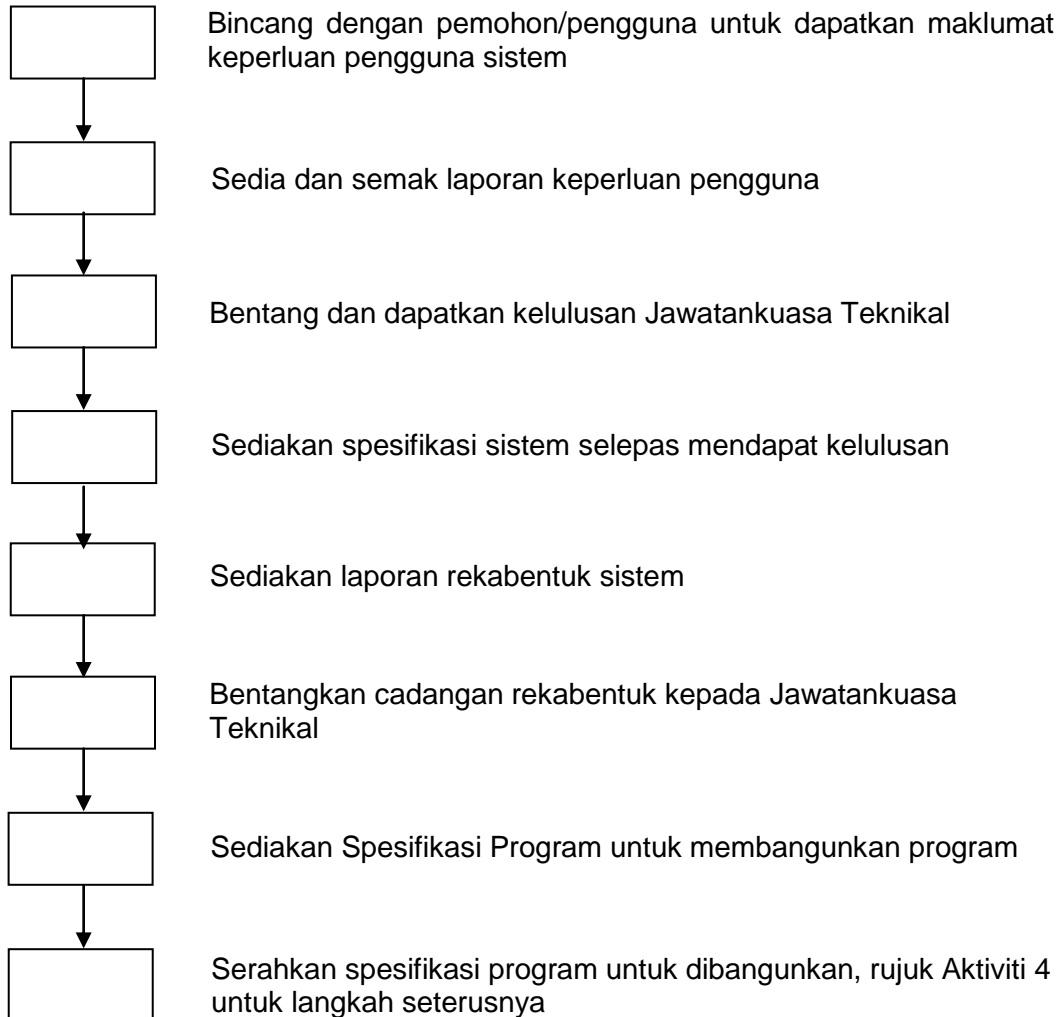 Bincang dengan pemohon/pengguna untuk dapatkan maklumat
keperluan pengguna sistem
Sedia dan semak laporan keperluan pengguna
Bentang dan dapatkan kelulusan Jawatankuasa Teknikal
Sediakan spesifikasi sistem selepas mendapat kelulusan
Sediakan laporan rekabentuk sistem
Bentangkan cadangan rekabentuk kepada Jawatankuasa
Teknikal
Sediakan Spesifikasi Program untuk membangunkan program
Serahkan spesifikasi program untuk dibangunkan, rujuk Aktiviti 4
untuk langkah seterusnya